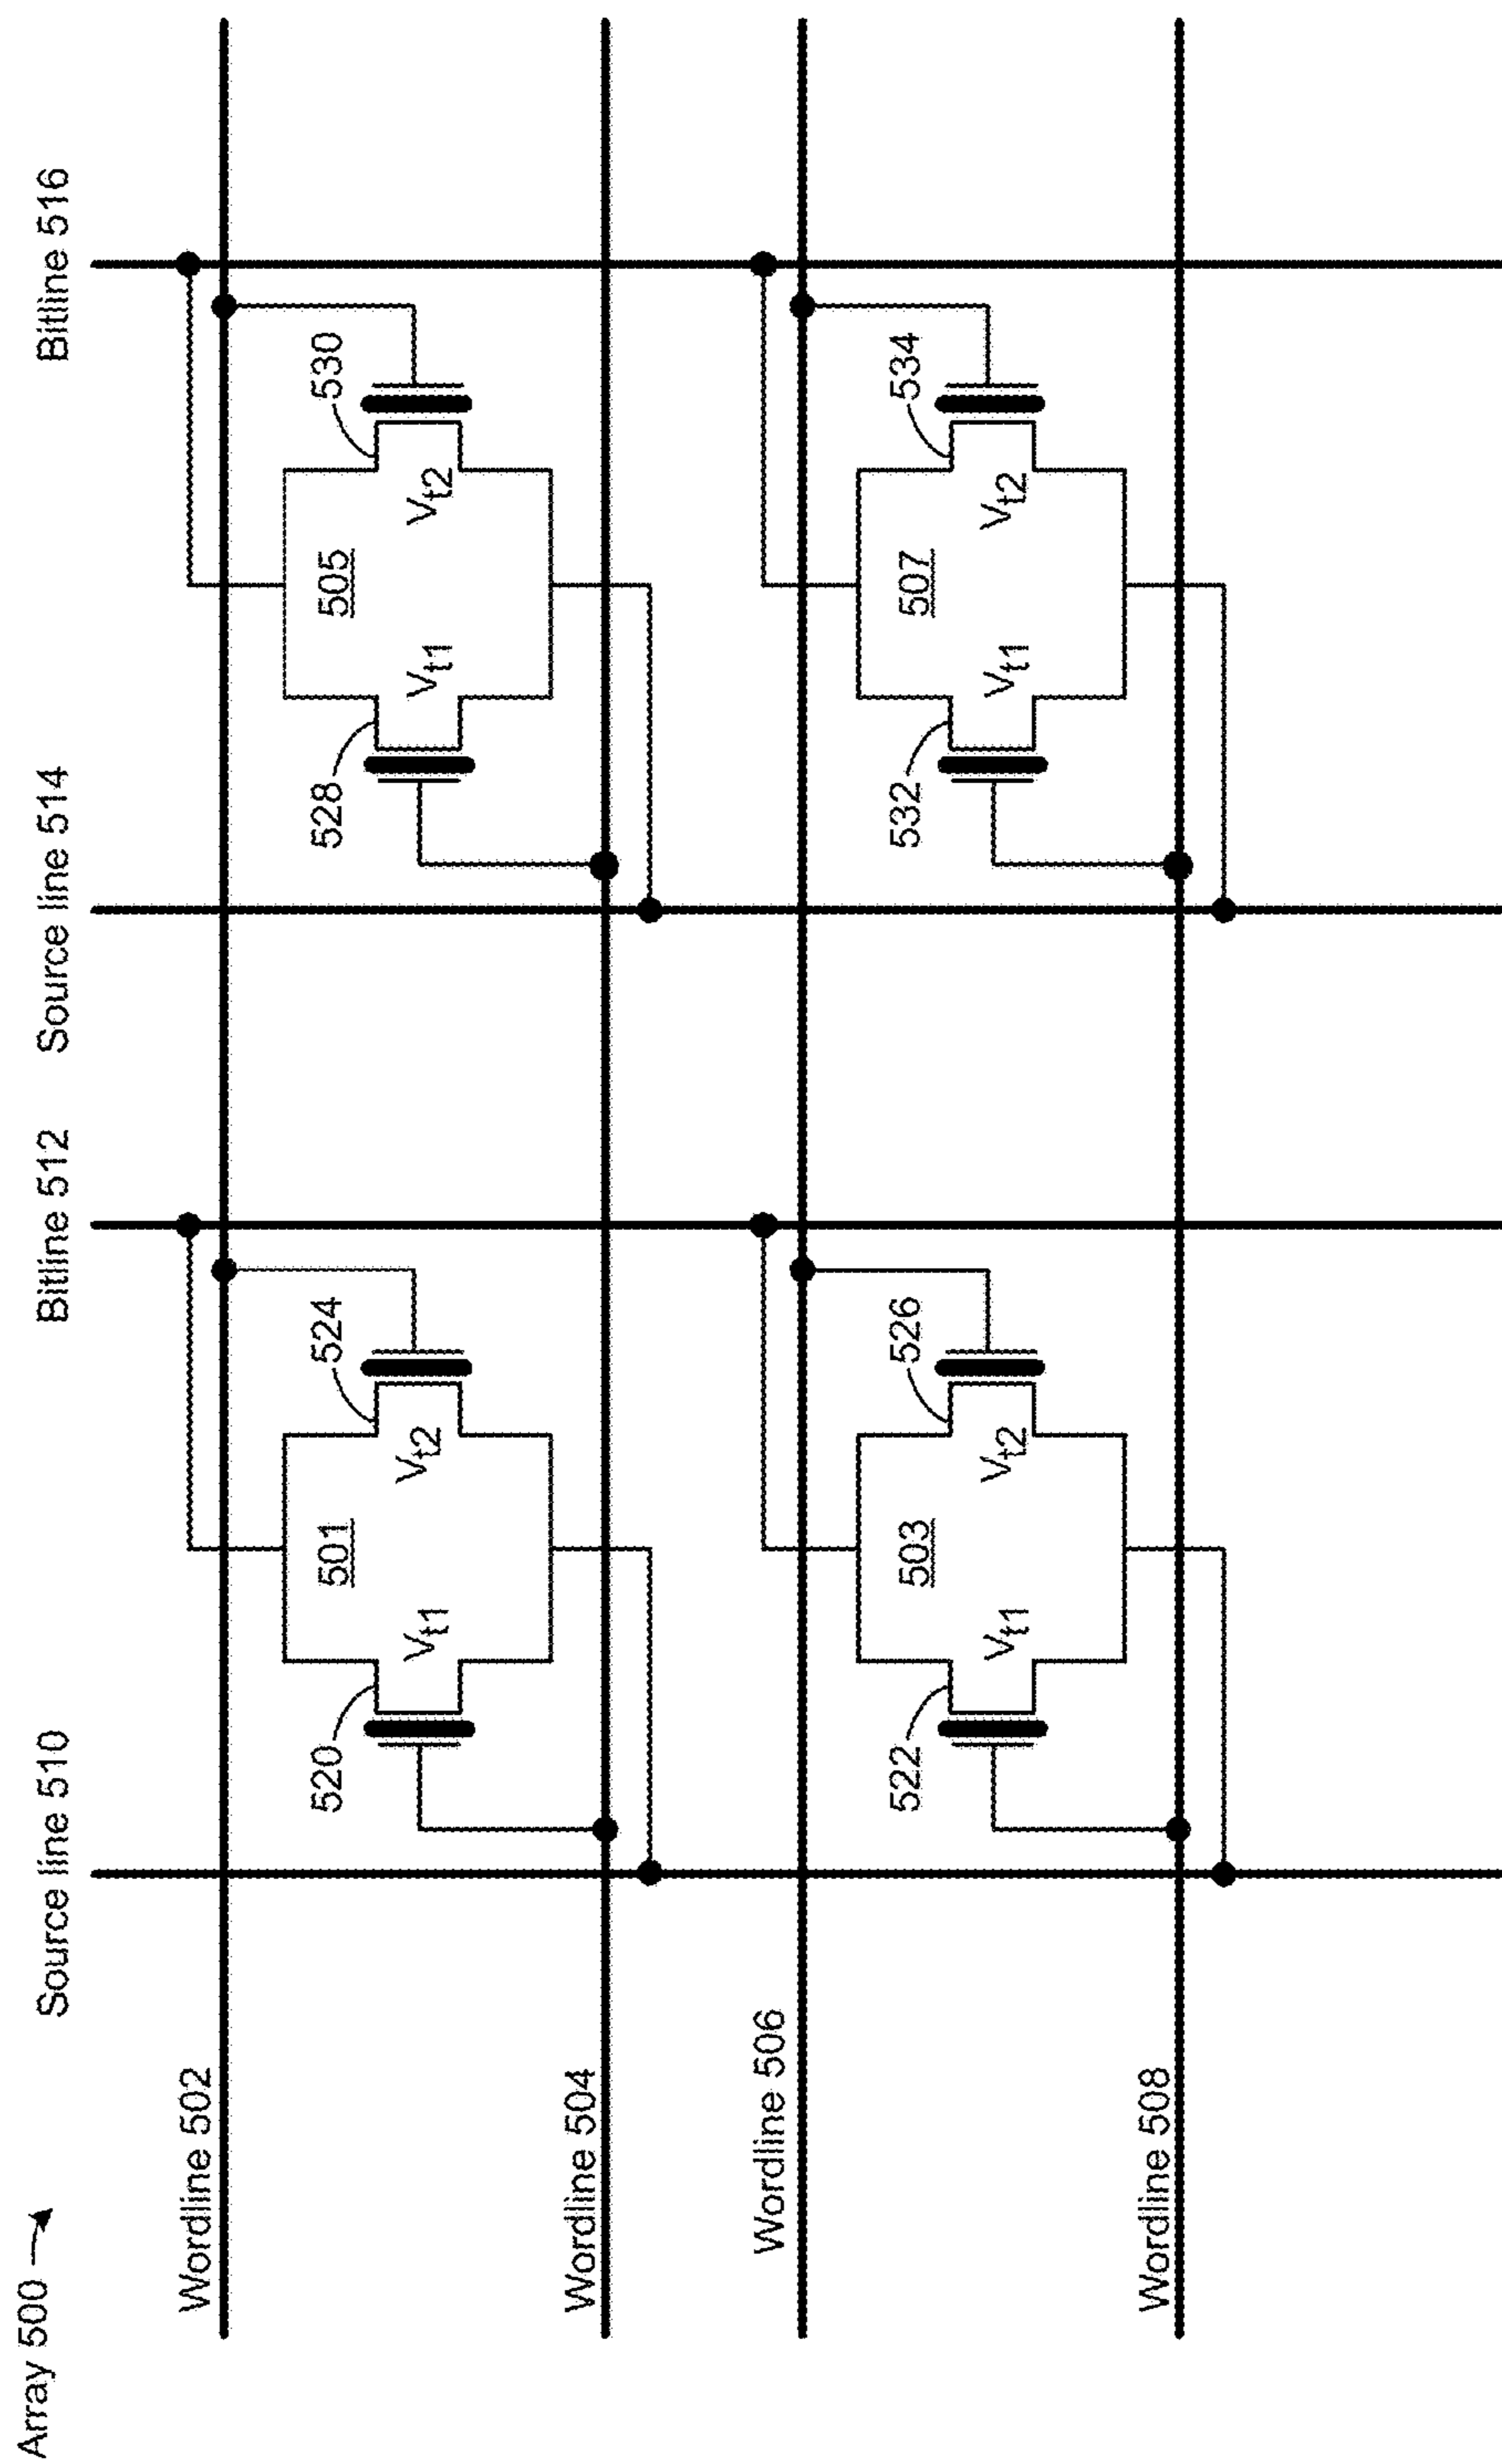 Array 500
Source line 510
Bitline 512
Source line 514
Bitline 516
Wordline 502
520
501
524
Vt1
Vt2
528
505
530
Vt1
Vt2
Wordline 504
Wordline 506
522
503
526
Vt1
Vt2
532
507
534
Vt1
Vt2
Wordline 508